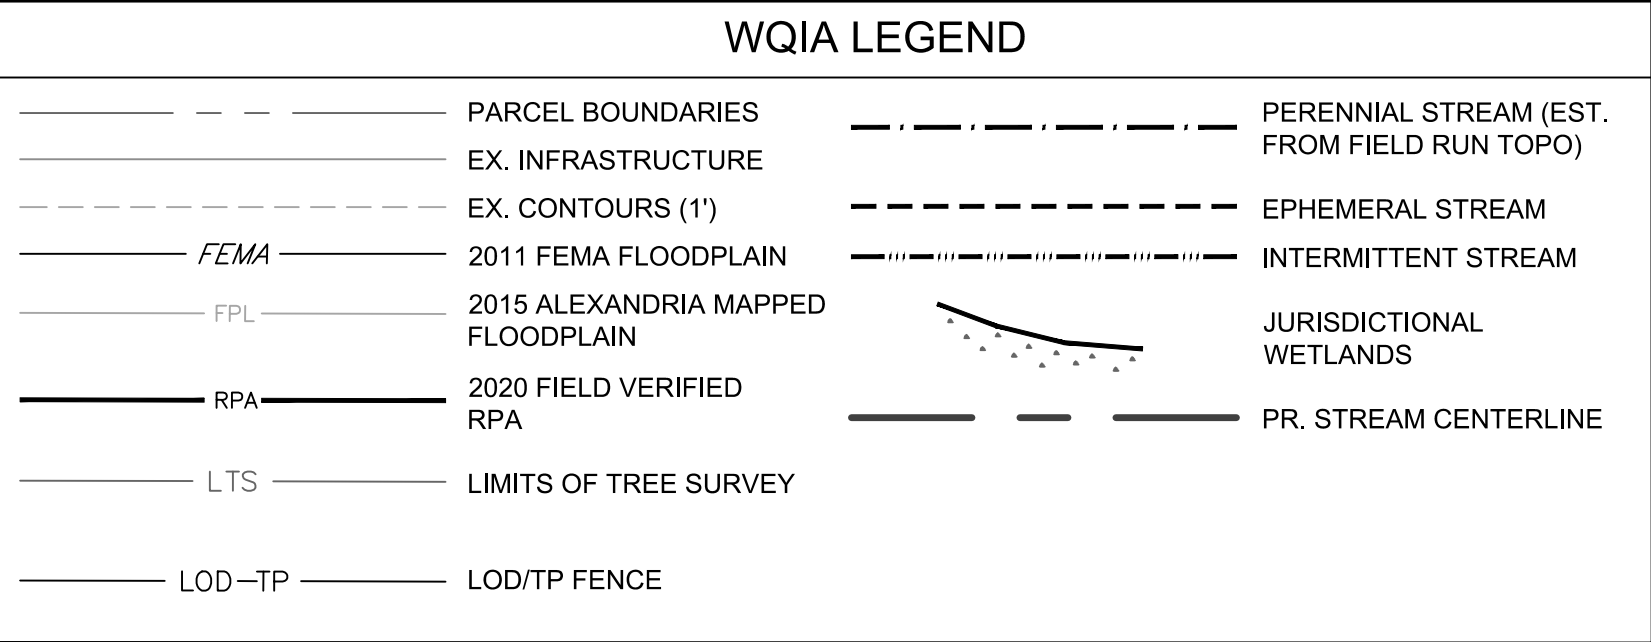 WQIA LEGEND
PARCEL BOUNDARIES
EX. INFRASTRUCTURE
EX. CONTOURS (1')
FEMA 2011 FEMA FLOODPLAIN
FPL 2015 ALEXANDRIA MAPPED
FLOODPLAIN
RPA 2020 FIELD VERIFIED
RPA
LTS LIMITS OF TREE SURVEY
LOD-TP LOD/TP FENCE
PERENNIAL STREAM (EST.
FROM FIELD RUN TOPO)
EPHEMERAL STREAM
INTERMITTENT STREAM
JURISDICTIONAL
WETLANDS
PR. STREAM CENTERLINE